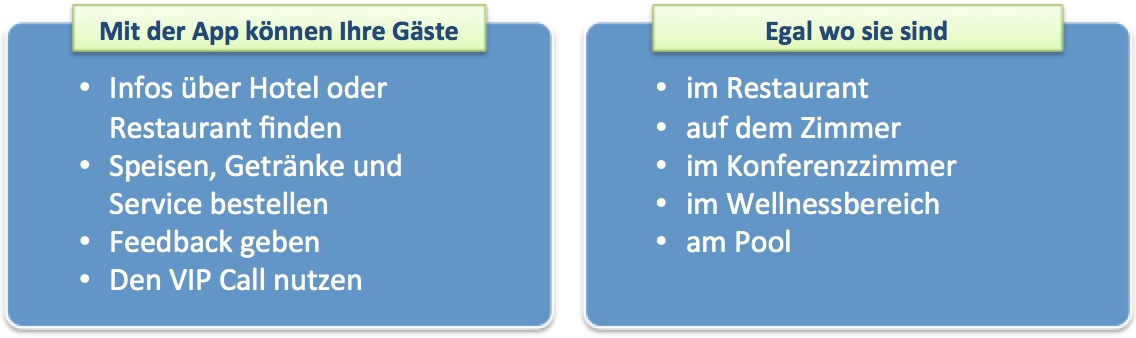 Mit der App können Ihre Gäste
• Infos über Hotel oder
Restaurant finden
• Speisen, Getränke und
Service bestellen
• Feedback geben
• Den VIP Call nutzen
Egal wo sie sind
• im Restaurant
• auf dem Zimmer
• im Konferenzzimmer
• im Wellnessbereich
• am Pool